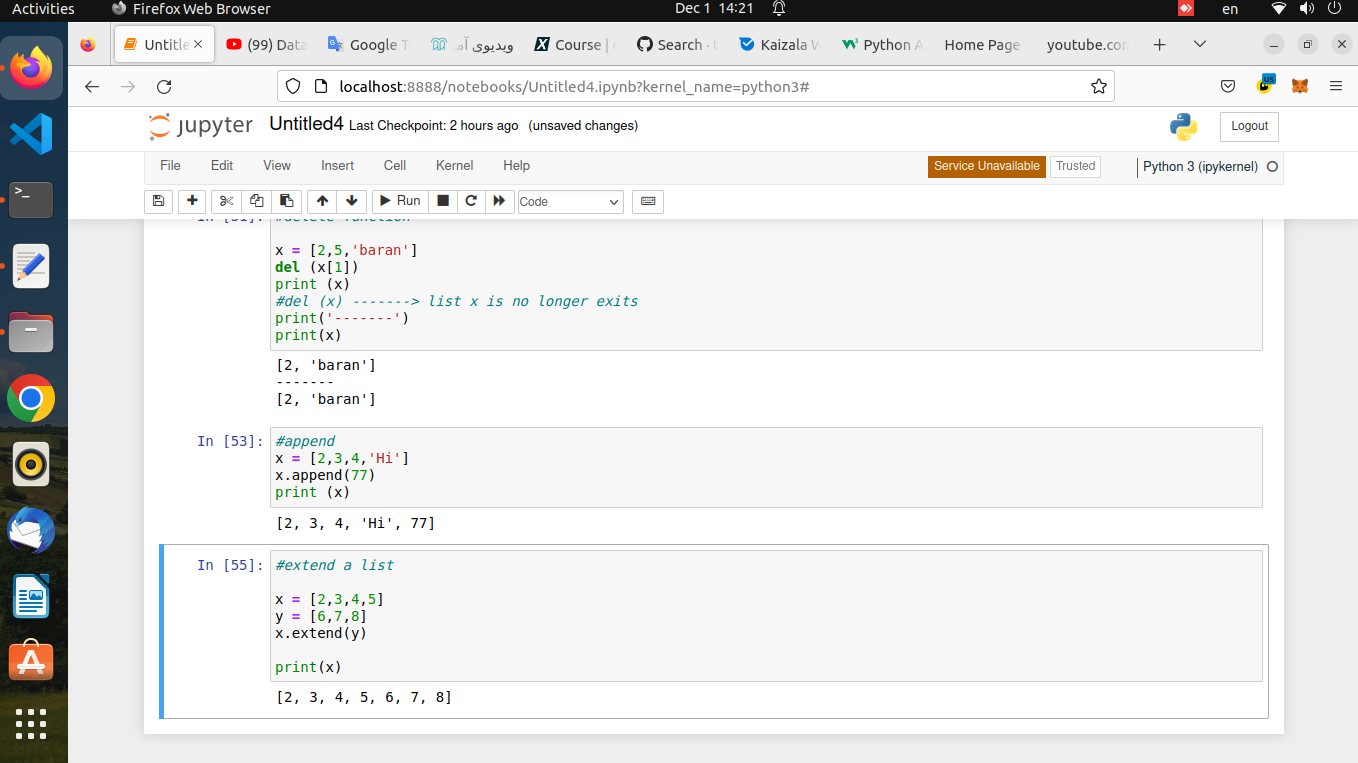 Activities Firefox Web Browser Dec 1 14:21 en
Untitle (99) Data Google T ویدیوی آم Course | Search · Kaizala W Python A Home Page youtube.con
localhost:8888/notebooks/Untitled4.ipynb?kernel_name=python3# us
jupyter Untitled4 Last Checkpoint: 2 hours ago (unsaved changes) Logout
File Edit View Insert Cell Kernel Help Service Unavailable Trusted Python 3 (ipykernel)
Run Code
In [51]: #delete function
x = [2,5,'baran']
del (x[1])
print (x)
#del (x) -------> list x is no longer exits
print('-------')
print(x)
[2, 'baran']
-------
[2, 'baran']
In [53]: #append
x = [2,3,4,'Hi']
x.append(77)
print (x)
[2, 3, 4, 'Hi', 77]
In [55]: #extend a list
x = [2,3,4,5]
y = [6,7,8]
x.extend(y)
print(x)
[2, 3, 4, 5, 6, 7, 8]